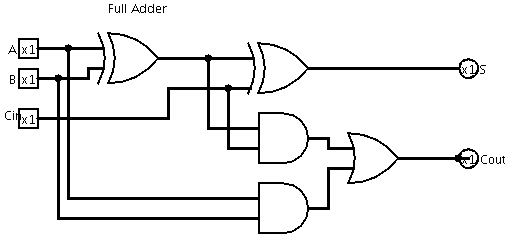 Full Adder
A x1
B x1
Cin x1
x1 S
x1 Cout